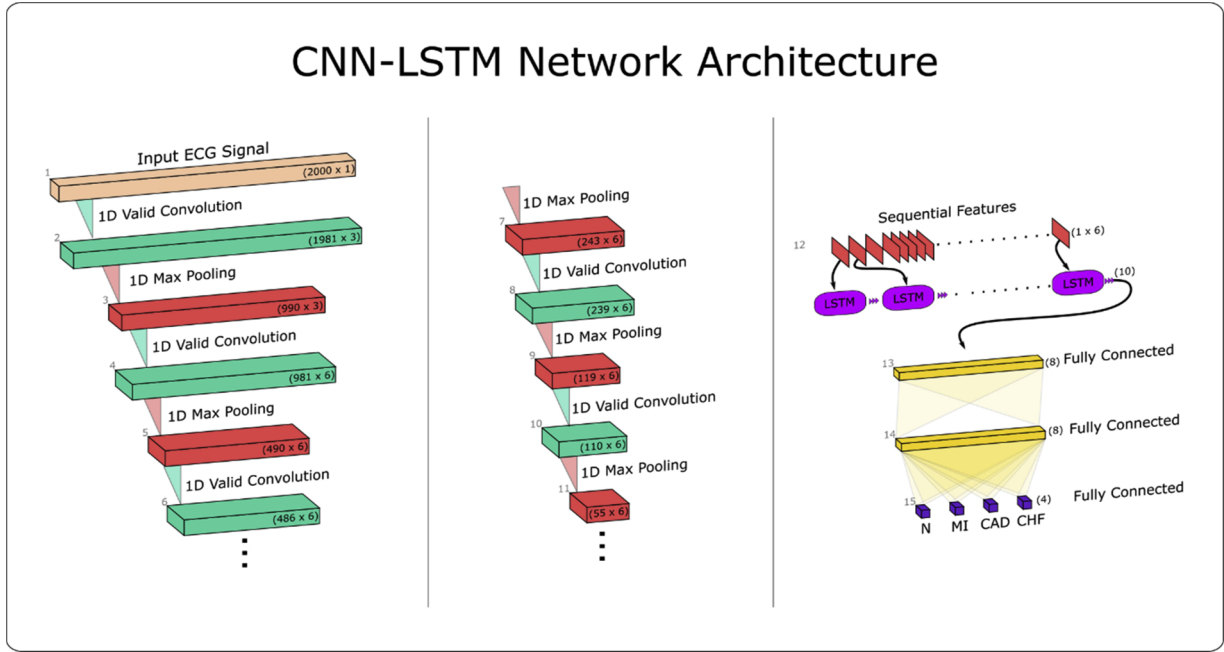 CNN-LSTM Network Architecture
Input ECG Signal
1
(2000 x 1)
1D Valid Convolution
2
(1981 x 3)
1D Max Pooling
3
(990 x 3)
1D Valid Convolution
4
(981 x 6)
1D Max Pooling
5
(490 x 6)
1D Valid Convolution
6
(486 x 6)
1D Max Pooling
7
(243 x 6)
1D Valid Convolution
8
(239 x 6)
1D Max Pooling
9
(119 x 6)
1D Valid Convolution
10
(110 x 6)
1D Max Pooling
11
(55 x 6)
Sequential Features
12
(1 x 6)
LSTM
LSTM
LSTM
(10)
13
(8) Fully Connected
14
(8) Fully Connected
15
(4) Fully Connected
N MI CAD CHF